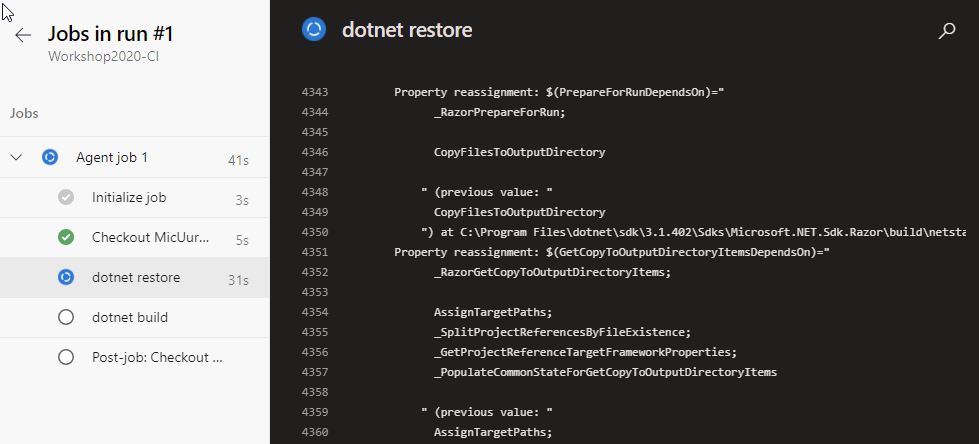 Jobs in run #1
Workshop2020-CI
Jobs
Agent job 1 41s
Initialize job 3s
Checkout MicUur... 5s
dotnet restore 31s
dotnet build
Post-job: Checkout ...
dotnet restore
4343 Property reassignment: $(PrepareForRunDependsOn)="
4344 _RazorPrepareForRun;
4345
4346 CopyFilesToOutputDirectory
4347
4348 " (previous value: "
4349 CopyFilesToOutputDirectory
4350 ") at C:\Program Files\dotnet\sdk\3.1.402\Sdks\Microsoft.NET.Sdk.Razor\build\netsta
4351 Property reassignment: $(GetCopyToOutputDirectoryItemsDependsOn)="
4352 _RazorGetCopyToOutputDirectoryItems;
4353
4354 AssignTargetPaths;
4355 _SplitProjectReferencesByFileExistence;
4356 _GetProjectReferenceTargetFrameworkProperties;
4357 _PopulateCommonStateForGetCopyToOutputDirectoryItems
4358
4359 " (previous value: "
4360 AssignTargetPaths;